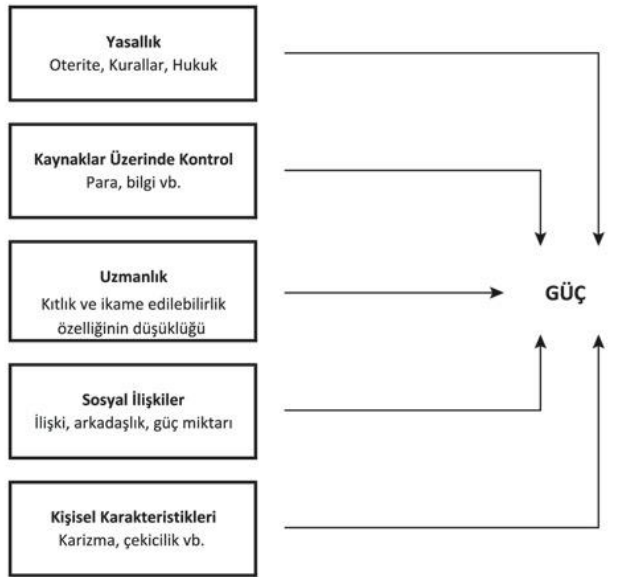 Yasallık
Oterite, Kurallar, Hukuk
Kaynaklar Üzerinde Kontrol
Para, bilgi vb.
Uzmanlık
Kıtlık ve ikame edilebilirlik
özelliğinin düşüklüğü
GÜÇ
Sosyal İlişkiler
İlişki, arkadaşlık, güç miktarı
Kişisel Karakteristikleri
Karizma, çekicilik vb.